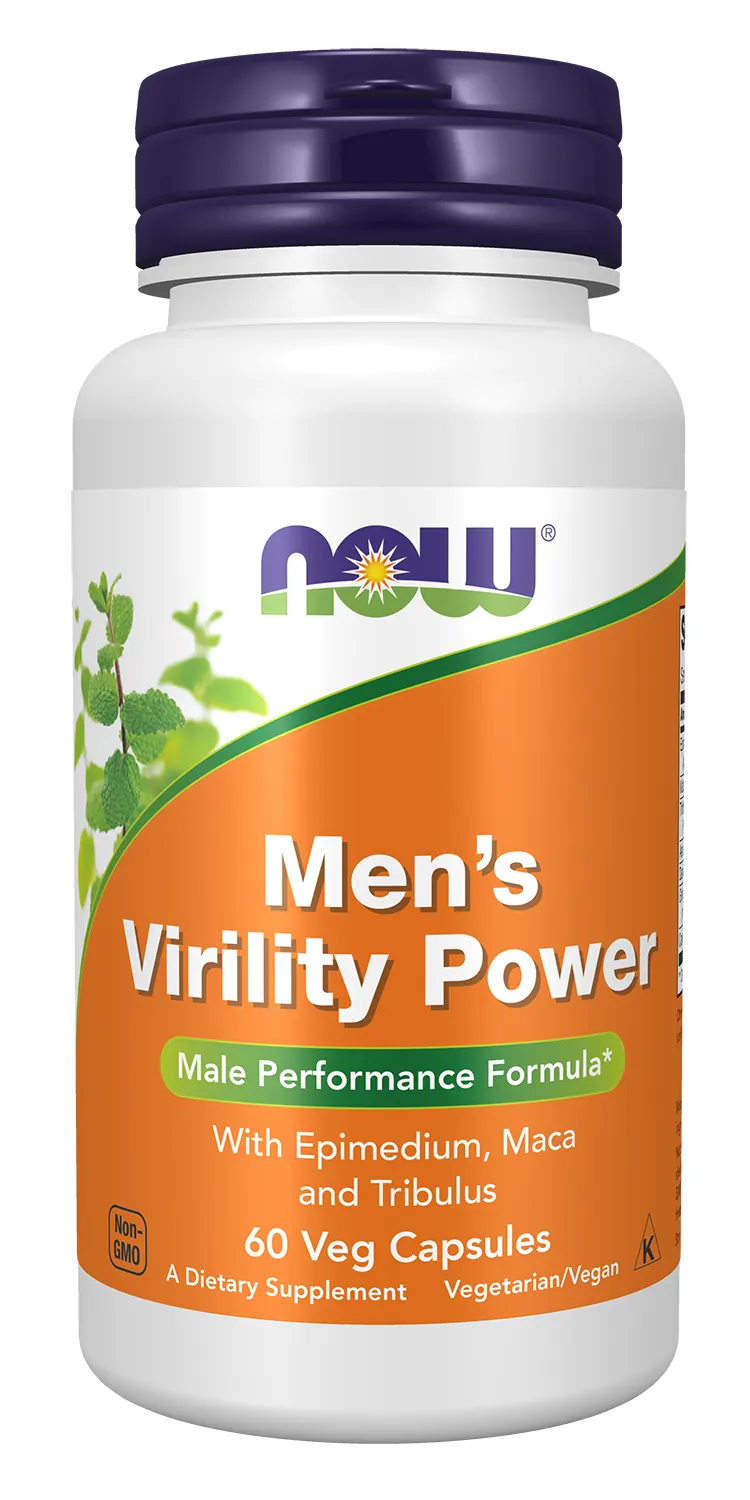 now®
Men's
Virility Power
Male Performance Formula*
With Epimedium, Maca
and Tribulus
60 Veg Capsules
Non-
GMO
A Dietary Supplement
Vegetarian/Vegan
K